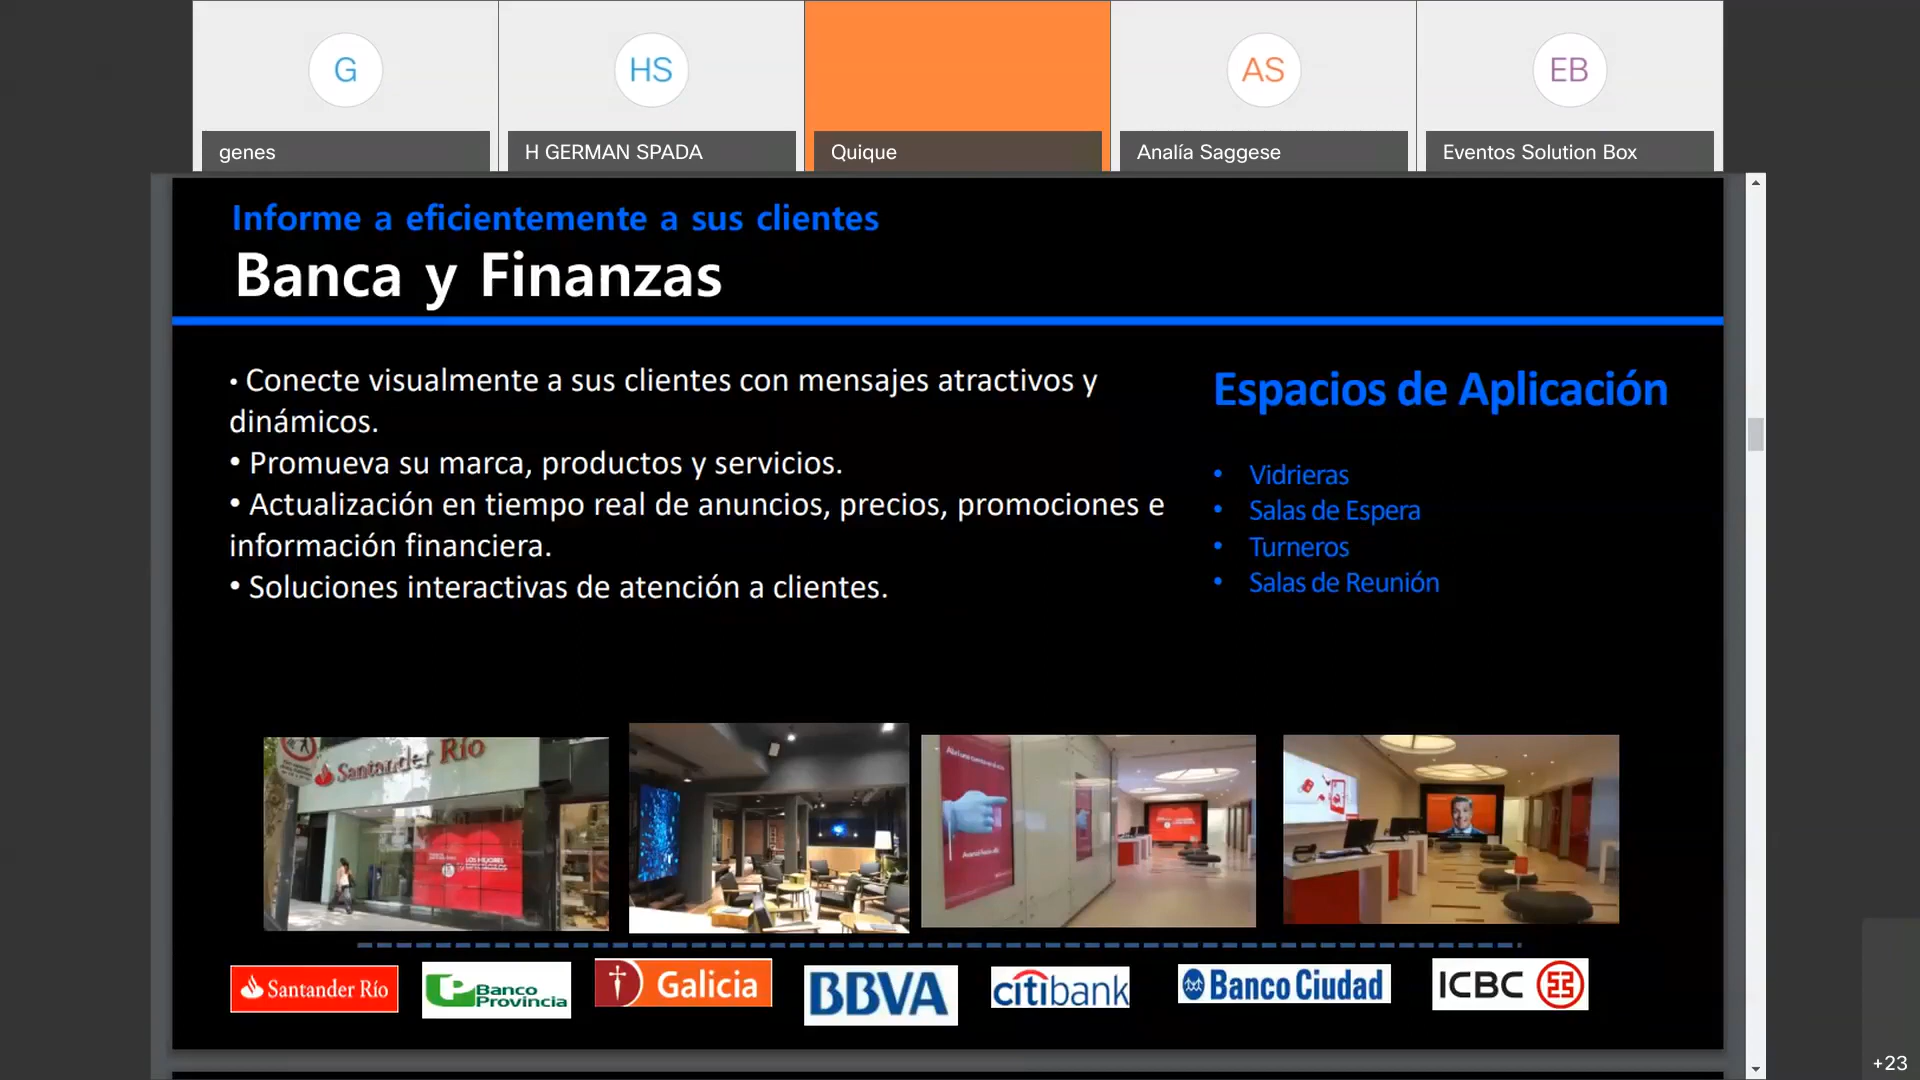 G
HS
AS
EB
genes
H GERMAN SPADA
Quique
Analía Saggese
Eventos Solution Box
Informe a eficientemente a sus clientes
Banca y Finanzas
• Conecte visualmente a sus clientes con mensajes atractivos y
dinámicos.
• Promueva su marca, productos y servicios.
• Actualización en tiempo real de anuncios, precios, promociones e
información financiera.
• Soluciones interactivas de atención a clientes.
Espacios de Aplicación
• Vidrieras
• Salas de Espera
• Turneros
• Salas de Reunión
Santander Río
Santander Río
Banco
Provincia
Galicia
BBVA
citibank
Banco Ciudad
ICBC
+23